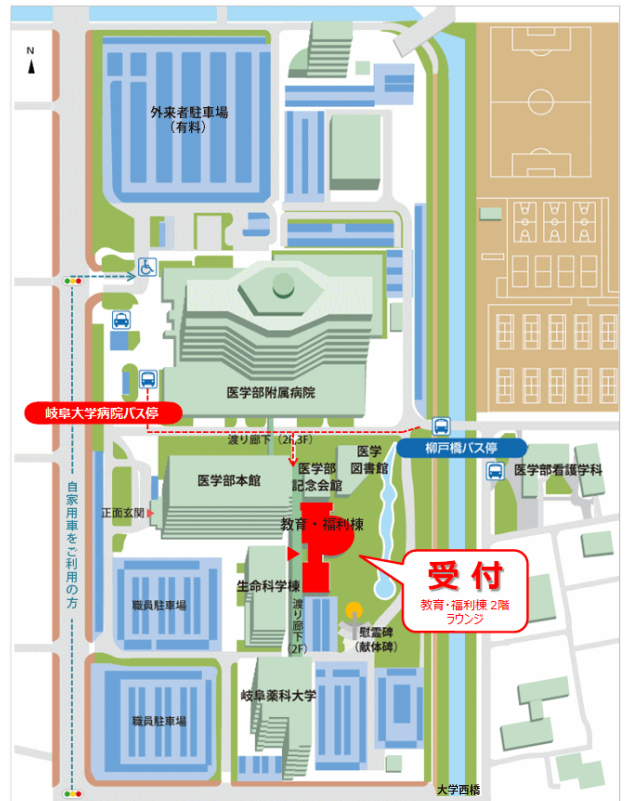 N
外来者駐車場
(有料)
医学部附属病院
岐阜大学病院バス停
渡り廊下(2F,3F)
柳戸橋バス停
医学部看護学科
医学
図書館
医学部
記念会館
医学部本館
正面玄関
教育・福利棟
自家用車をご利用の方
生命科学棟
受付
教育・福利棟2階
ラウンジ
職員駐車場
渡り廊下
(2F)
慰霊碑
(献体碑)
岐阜薬科大学
職員駐車場
大学西橋